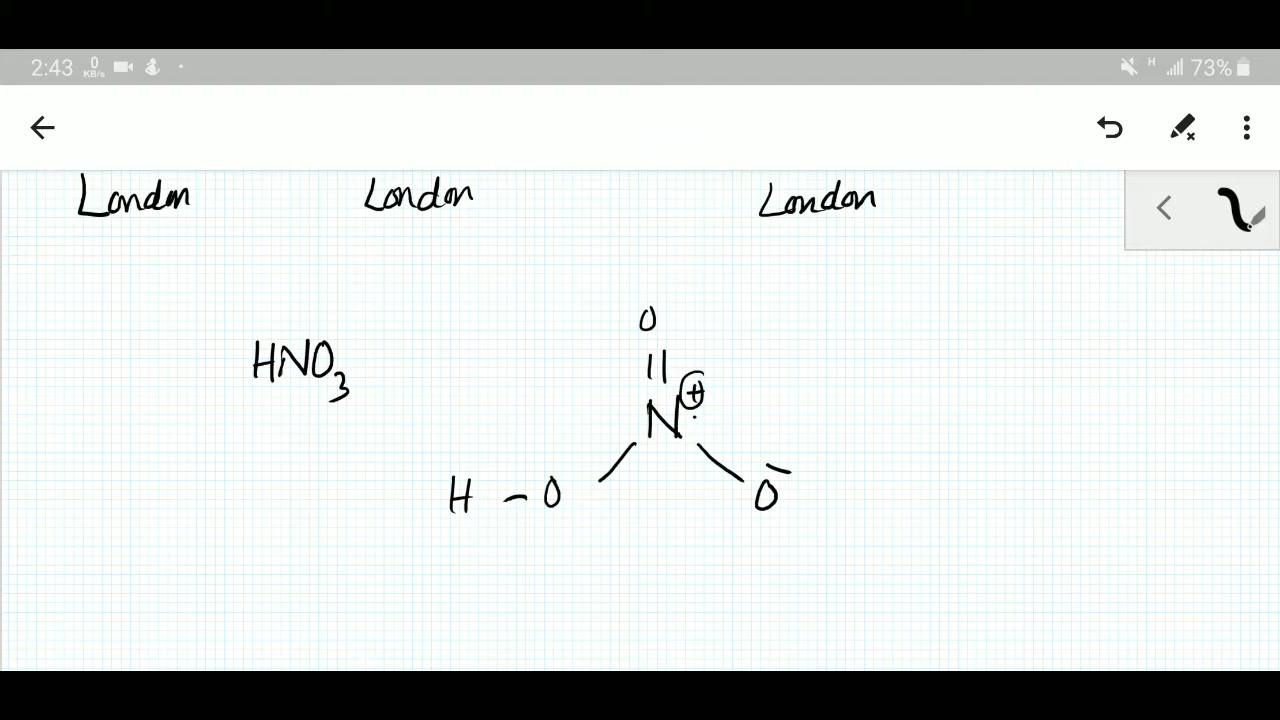 2:43 0 KB/s H 73%
London London London
O
HNO3
N+
H - O O-